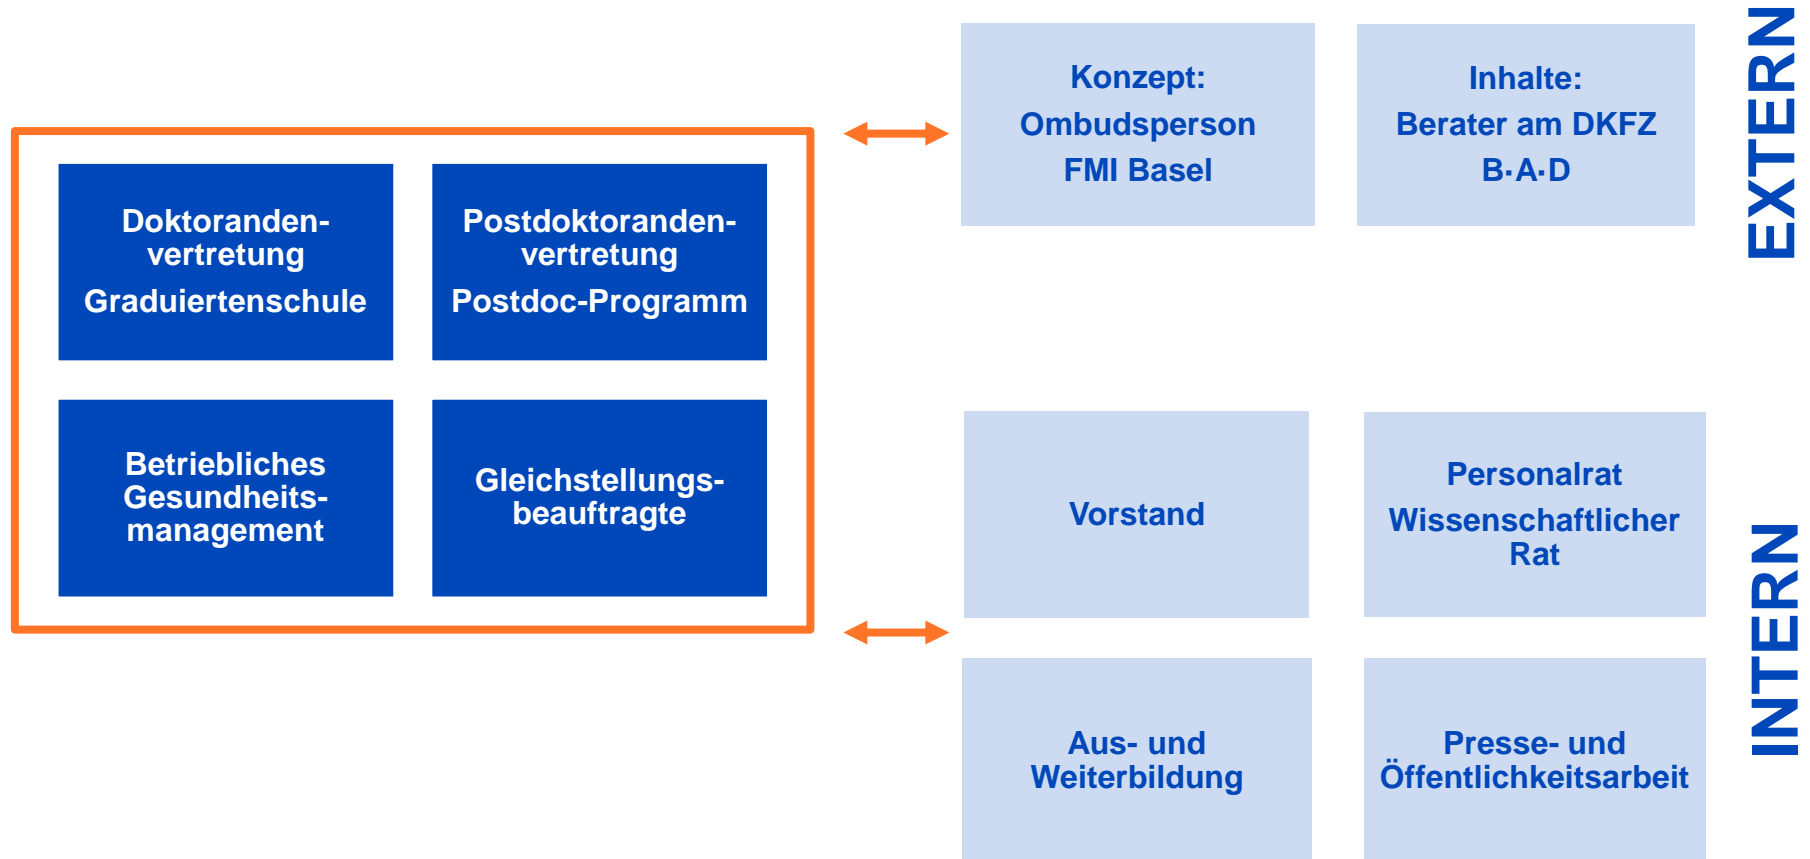 Doktoranden-
vertretung
Graduiertenschule
Postdoktoranden-
vertretung
Postdoc-Programm
Betriebliches
Gesundheits-
management
Gleichstellungs-
beauftragte
Konzept:
Ombudsperson
FMI Basel
Inhalte:
Berater am DKFZ
B·A·D
EXTERN
Vorstand
Personalrat
Wissenschaftlicher
Rat
Aus- und
Weiterbildung
Presse- und
Öffentlichkeitsarbeit
INTERN